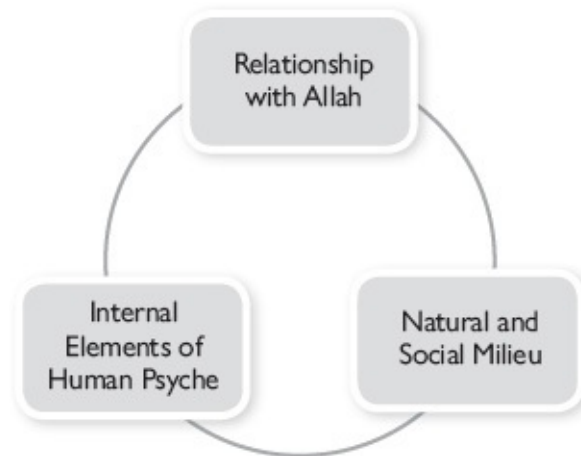 Relationship
with Allah
Internal
Elements of
Human Psyche
Natural and
Social Milieu